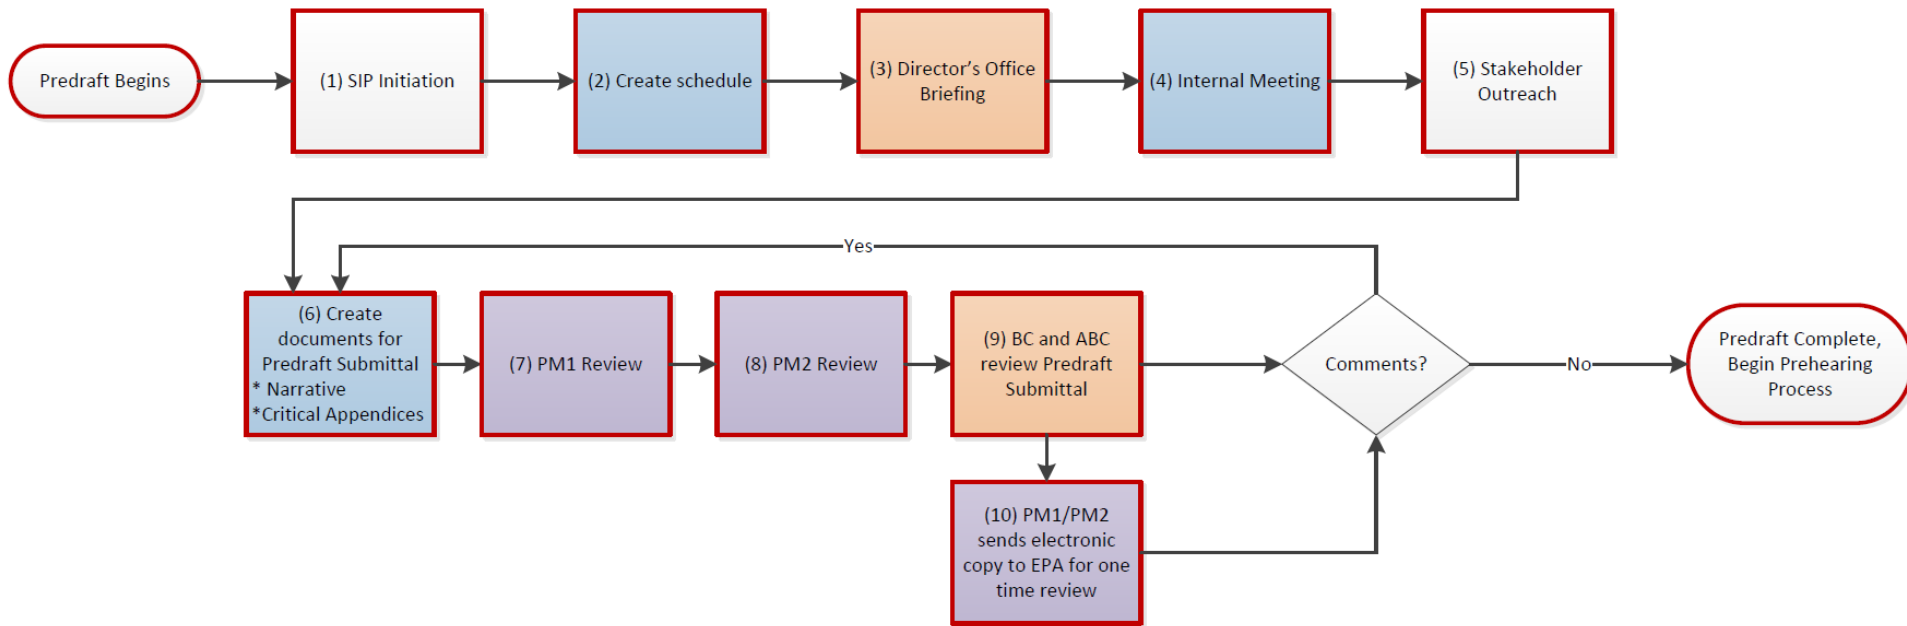 Predraft Begins
(1) SIP Initiation
(2) Create schedule
(3) Director's Office
Briefing
(4) Internal Meeting
(5) Stakeholder
Outreach
Yes
(6) Create
documents for
Predraft Submittal
* Narrative
*Critical Appendices
(7) PM1 Review
(8) PM2 Review
(9) BC and ABC
review Predraft
Submittal
Comments?
No
Predraft Complete,
Begin Prehearing
Process
(10) PM1/PM2
sends electronic
copy to EPA for one
time review